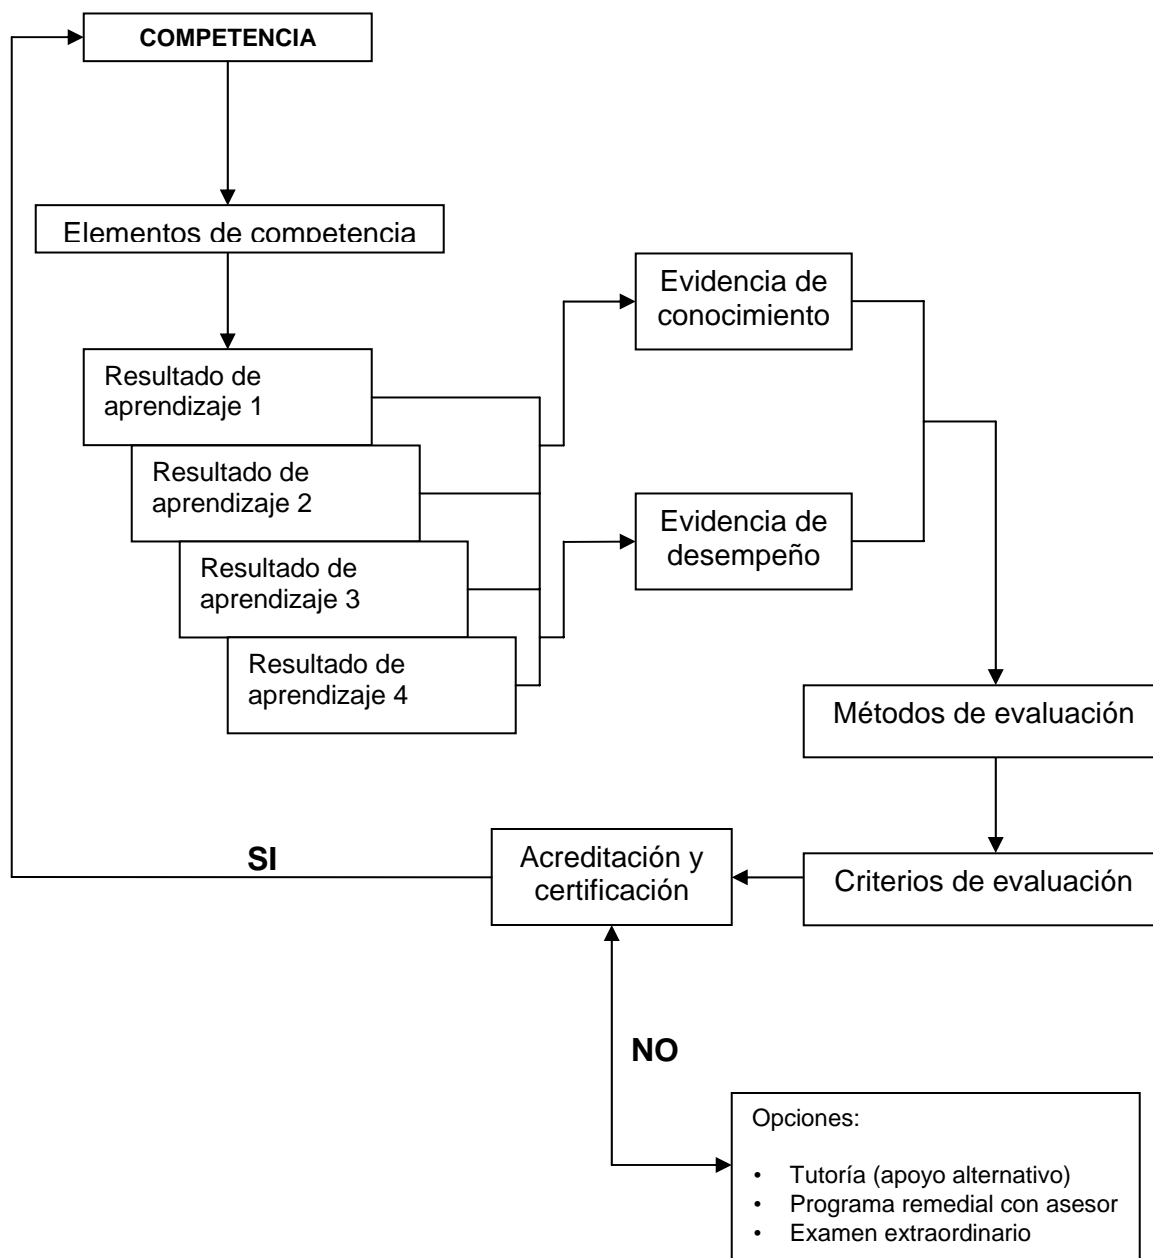 COMPETENCIA
Elementos de competencia
Resultado de
aprendizaje 1
Resultado de
aprendizaje 2
Resultado de
aprendizaje 3
Resultado de
aprendizaje 4
Evidencia de
conocimiento
Evidencia de
desempeño
Métodos de evaluación
Criterios de evaluación
Acreditación y
certificación
SI
NO
Opciones:
• Tutoría (apoyo alternativo)
• Programa remedial con asesor
• Examen extraordinario